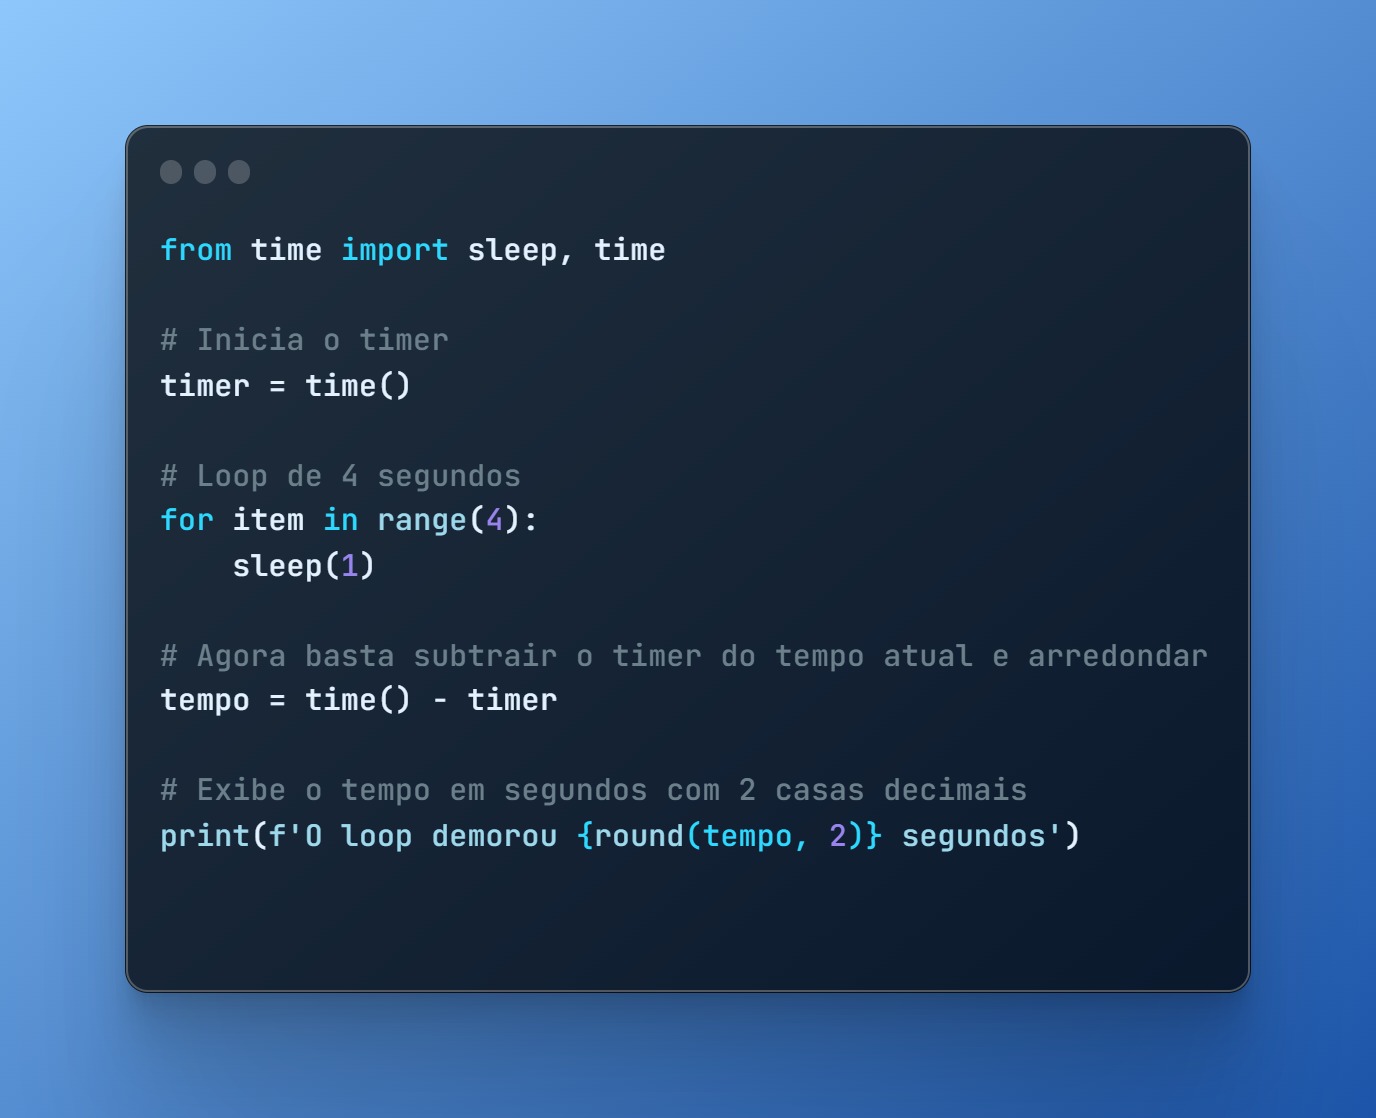 from time import sleep, time
# Inicia o timer
timer = time()
# Loop de 4 segundos
for item in range(4):
    sleep(1)
# Agora basta subtrair o timer do tempo atual e arredondar
tempo = time() - timer
# Exibe o tempo em segundos com 2 casas decimais
print(f'O loop demorou {round(tempo, 2)} segundos')